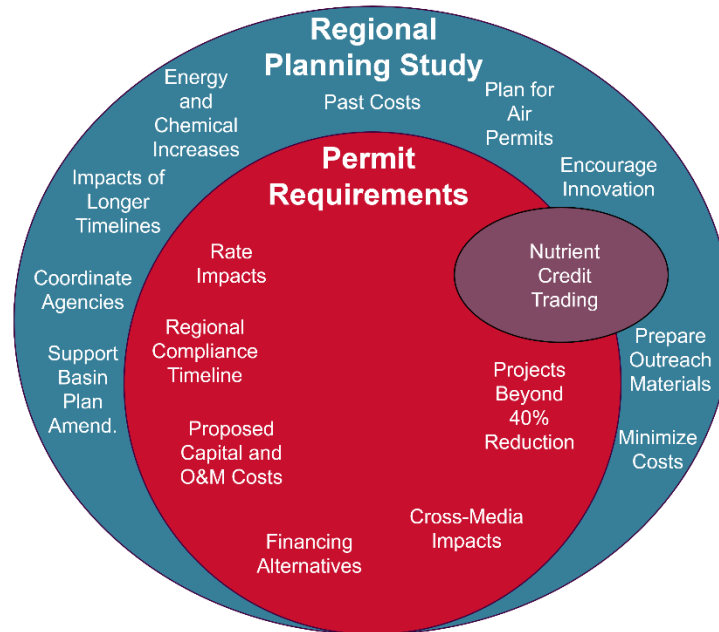 Regional
Planning Study
Energy
and
Chemical
Increases
Past Costs
Plan for
Air
Permits
Encourage
Innovation
Impacts of
Longer
Timelines
Permit
Requirements
Rate
Impacts
Nutrient
Credit
Trading
Coordinate
Agencies
Regional
Compliance
Timeline
Prepare
Outreach
Materials
Support
Basin
Plan
Amend.
Projects
Beyond
40%
Reduction
Proposed
Capital and
O&M Costs
Minimize
Costs
Cross-Media
Impacts
Financing
Alternatives